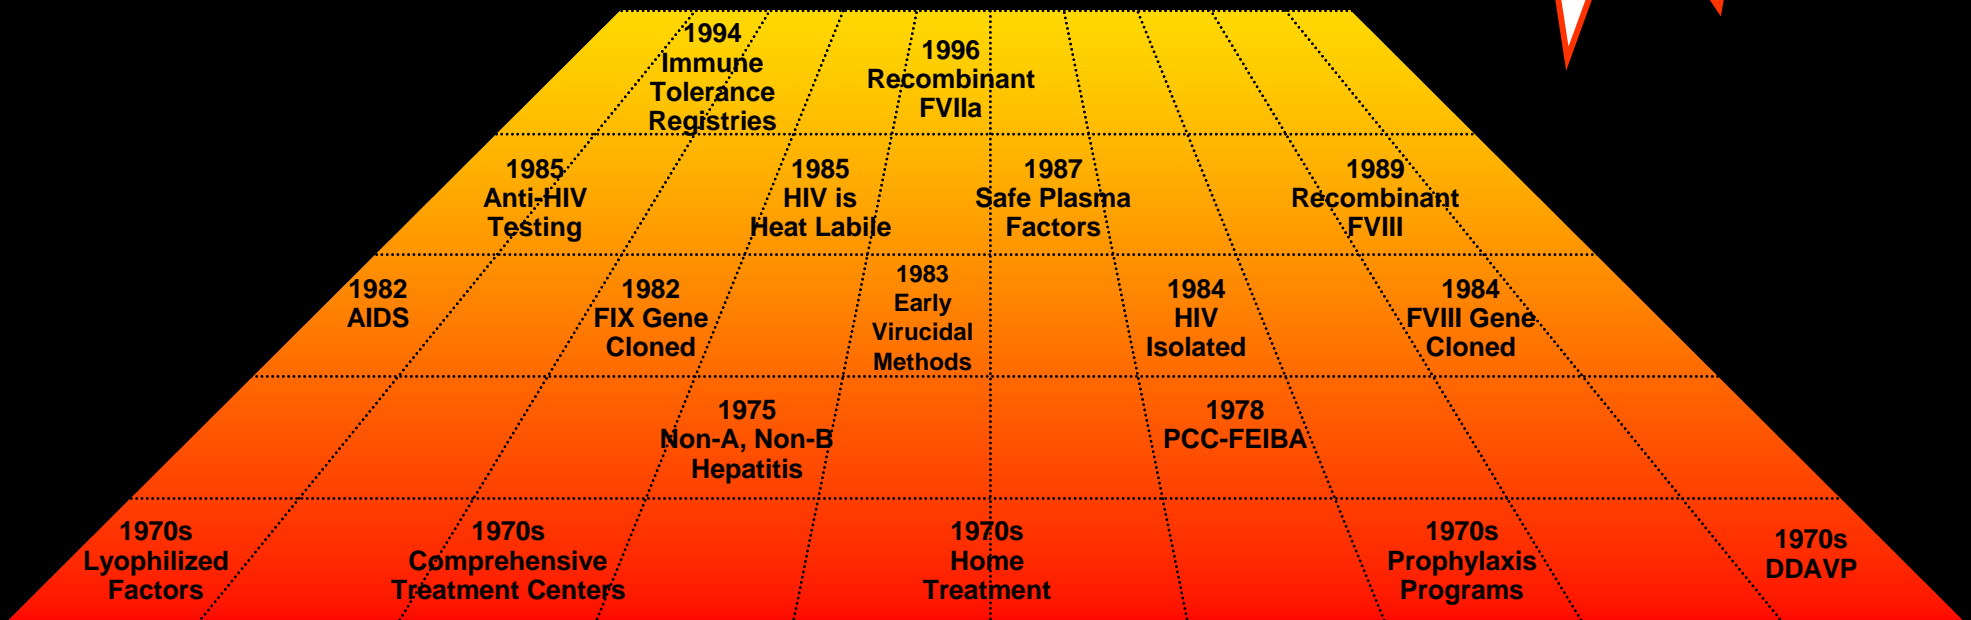 1994
Immune
Tolerance
Registries
1996
Recombinant
FVIIa
1985
Anti-HIV
Testing
1985
HIV is
Heat Labile
1987
Safe Plasma
Factors
1989
Recombinant
FVIII
1982
AIDS
1982
FIX Gene
Cloned
1983
Early
Virucidal
Methods
1984
HIV
Isolated
1984
FVIII Gene
Cloned
1975
Non-A, Non-B
Hepatitis
1978
PCC-FEIBA
1970s
Lyophilized
Factors
1970s
Comprehensive
Treatment Centers
1970s
Home
Treatment
1970s
Prophylaxis
Programs
1970s
DDAVP